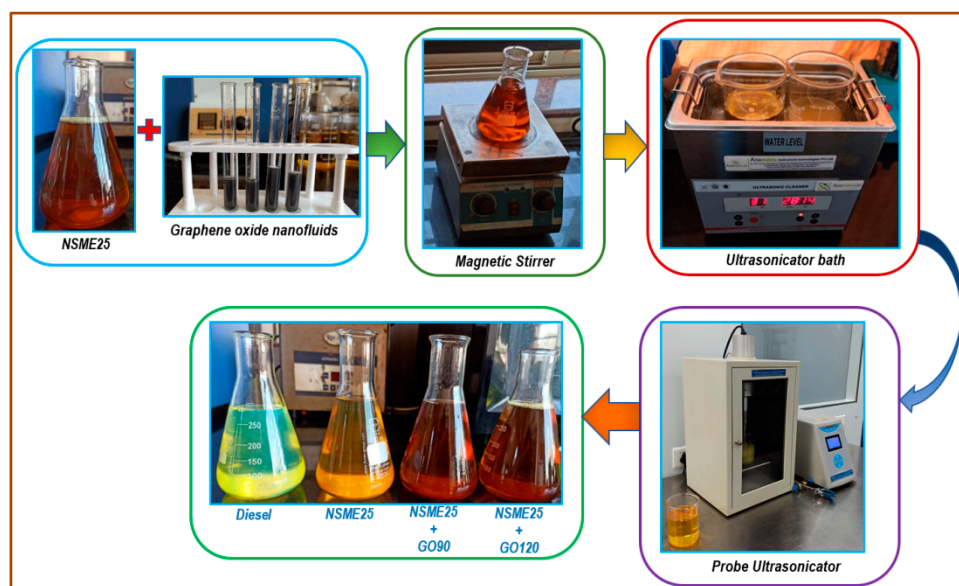 NSME25
Graphene oxide nanofluids
Magnetic Stirrer
WATER LEVEL
ULTRASONIC CLEANER
Ultrasonicator bath
250
200
150
100
Diesel
NSME25
NSME25
+
GO90
NSME25
+
GO120
Probe Ultrasonicator